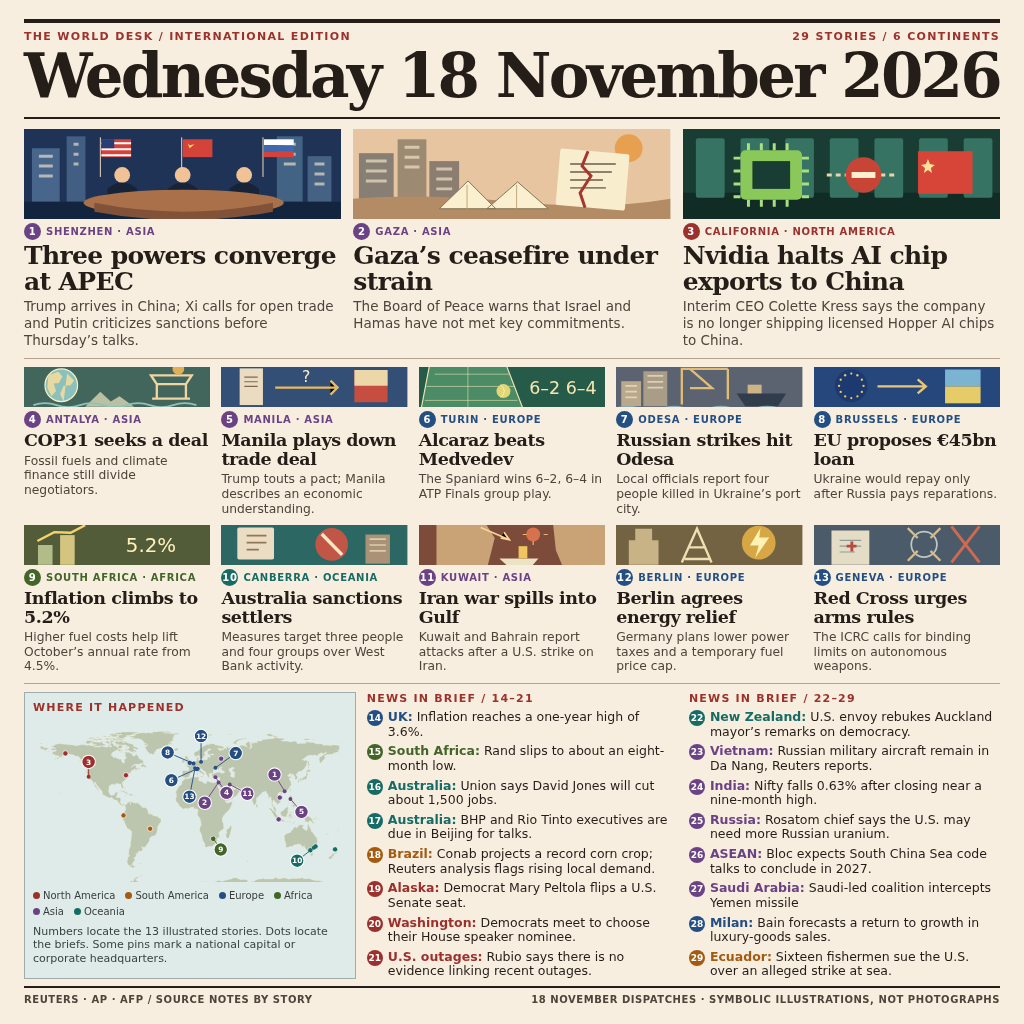 THE WORLD DESK / INTERNATIONAL EDITION
29 STORIES / 6 CONTINENTS
Wednesday 18 November 2026
1 SHENZHEN · ASIA
Three powers converge
at APEC
Trump arrives in China; Xi calls for open trade
and Putin criticizes sanctions before
Thursday’s talks.
2 GAZA · ASIA
Gaza’s ceasefire under
strain
The Board of Peace warns that Israel and
Hamas have not met key commitments.
3 CALIFORNIA · NORTH AMERICA
Nvidia halts AI chip
exports to China
Interim CEO Colette Kress says the company
is no longer shipping licensed Hopper AI chips
to China.
4 ANTALYA · ASIA
COP31 seeks a deal
Fossil fuels and climate
finance still divide
negotiators.
?
5 MANILA · ASIA
Manila plays down
trade deal
Trump touts a pact; Manila
describes an economic
understanding.
6–2 6–4
6 TURIN · EUROPE
Alcaraz beats
Medvedev
The Spaniard wins 6–2, 6–4 in
ATP Finals group play.
7 ODESA · EUROPE
Russian strikes hit
Odesa
Local officials report four
people killed in Ukraine’s port
city.
8 BRUSSELS · EUROPE
EU proposes €45bn
loan
Ukraine would repay only
after Russia pays reparations.
5.2%
9 SOUTH AFRICA · AFRICA
Inflation climbs to
5.2%
Higher fuel costs help lift
October’s annual rate from
4.5%.
10 CANBERRA · OCEANIA
Australia sanctions
settlers
Measures target three people
and four groups over West
Bank activity.
11 KUWAIT · ASIA
Iran war spills into
Gulf
Kuwait and Bahrain report
attacks after a U.S. strike on
Iran.
12 BERLIN · EUROPE
Berlin agrees
energy relief
Germany plans lower power
taxes and a temporary fuel
price cap.
13 GENEVA · EUROPE
Red Cross urges
arms rules
The ICRC calls for binding
limits on autonomous
weapons.
WHERE IT HAPPENED
12
8
7
3
1
6
13
2
4
11
5
9
10
North America
South America
Europe
Africa
Asia
Oceania
Numbers locate the 13 illustrated stories. Dots locate
the briefs. Some pins mark a national capital or
corporate headquarters.
NEWS IN BRIEF / 14–21
14 UK: Inflation reaches a one-year high of
3.6%.
15 South Africa: Rand slips to about an eight-
month low.
16 Australia: Union says David Jones will cut
about 1,500 jobs.
17 Australia: BHP and Rio Tinto executives are
due in Beijing for talks.
18 Brazil: Conab projects a record corn crop;
Reuters analysis flags rising local demand.
19 Alaska: Democrat Mary Peltola flips a U.S.
Senate seat.
20 Washington: Democrats meet to choose
their House speaker nominee.
21 U.S. outages: Rubio says there is no
evidence linking recent outages.
NEWS IN BRIEF / 22–29
22 New Zealand: U.S. envoy rebukes Auckland
mayor’s remarks on democracy.
23 Vietnam: Russian military aircraft remain in
Da Nang, Reuters reports.
24 India: Nifty falls 0.63% after closing near a
nine-month high.
25 Russia: Rosatom chief says the U.S. may
need more Russian uranium.
26 ASEAN: Bloc expects South China Sea code
talks to conclude in 2027.
27 Saudi Arabia: Saudi-led coalition intercepts
Yemen missile
28 Milan: Bain forecasts a return to growth in
luxury-goods sales.
29 Ecuador: Sixteen fishermen sue the U.S.
over an alleged strike at sea.
REUTERS · AP · AFP / SOURCE NOTES BY STORY
18 NOVEMBER DISPATCHES · SYMBOLIC ILLUSTRATIONS, NOT PHOTOGRAPHS